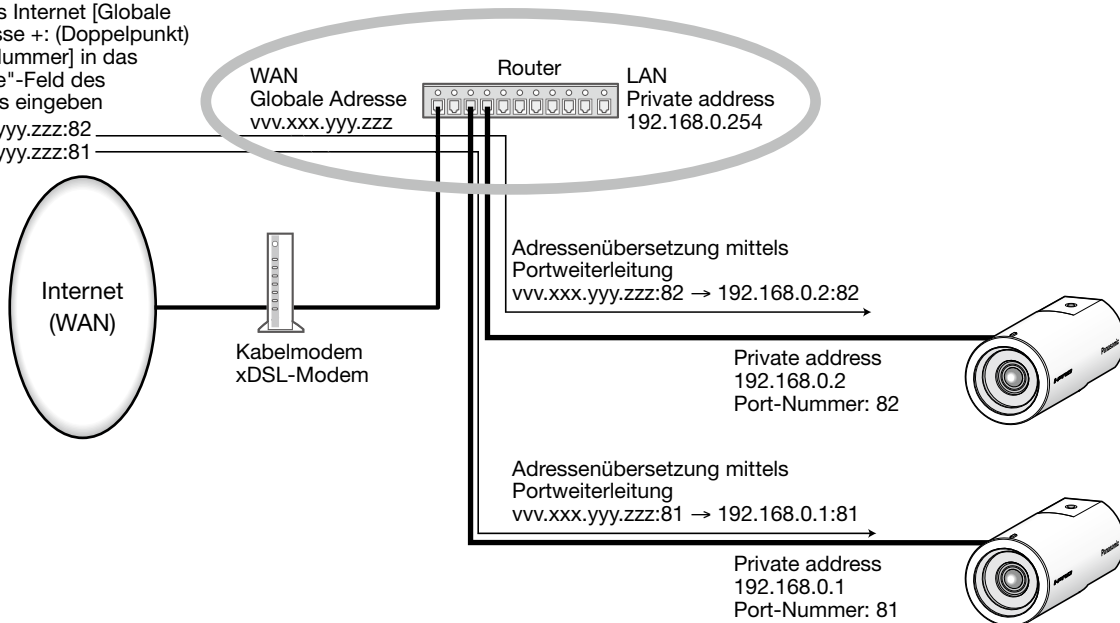 s Internet [Globale
sse +: (Doppelpunkt)
ummer] in das
e"-Feld des
s eingeben
yyy.zzz:82
yyy.zzz:81
WAN
Globale Adresse
vvv.xxx.yyy.zzz
Router
LAN
Private address
192.168.0.254
Internet
(WAN)
Kabelmodem
xDSL-Modem
Adressenübersetzung mittels
Portweiterleitung
vvv.xxx.yyy.zzz:82 → 192.168.0.2:82
Private address
192.168.0.2
Port-Nummer: 82
Panasonic
Adressenübersetzung mittels
Portweiterleitung
vvv.xxx.yyy.zzz:81 → 192.168.0.1:81
Private address
192.168.0.1
Port-Nummer: 81
Panasonic